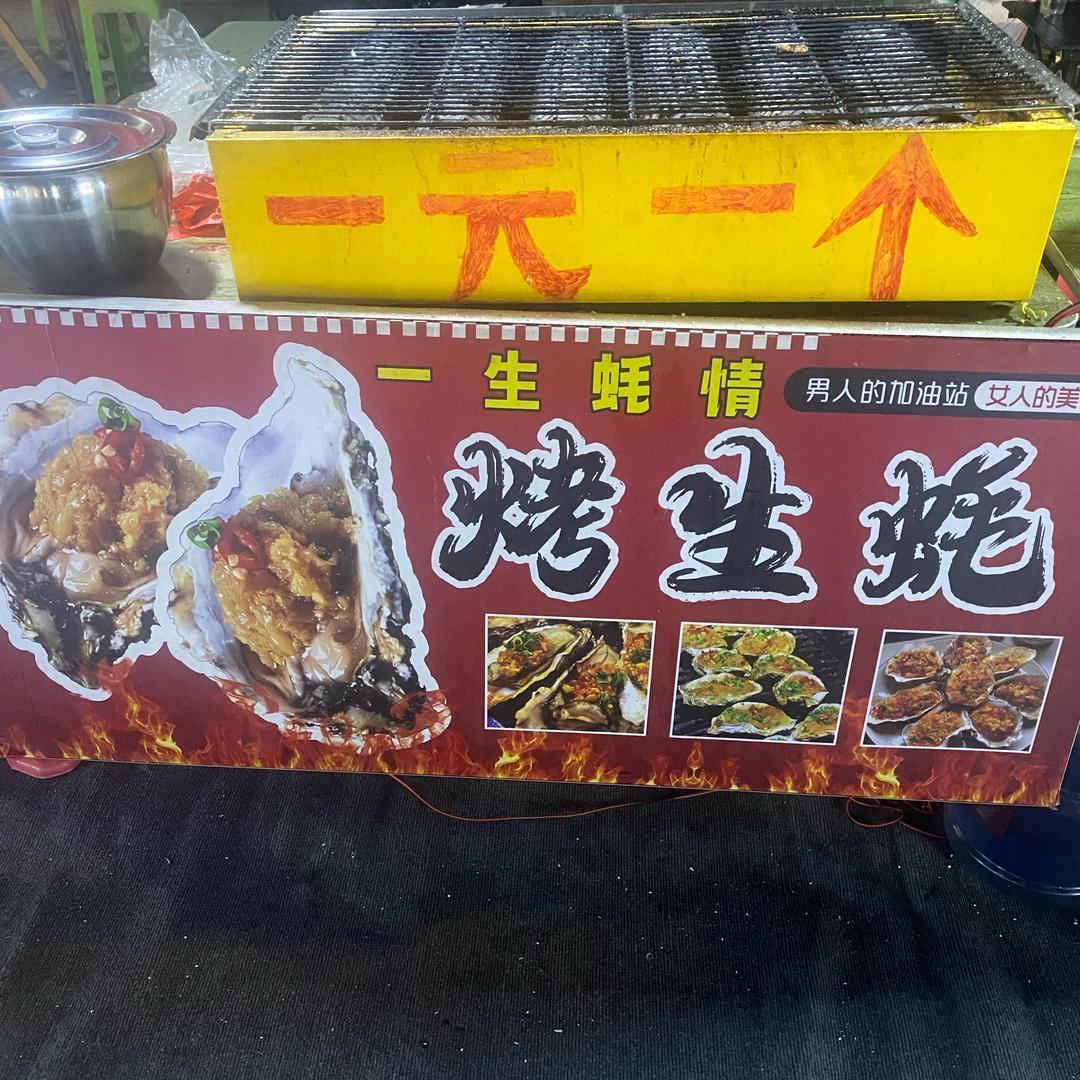 一元一个
一生蚝情
男人的加油站 女人的美
烤生蚝